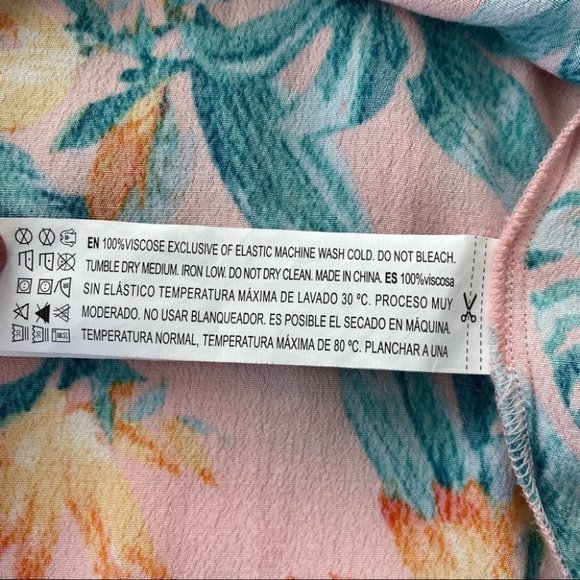 EN 100%VISCOSE EXCLUSIVE OF ELASTIC MACHINE WASH COLD. DO NOT BLEACH.
TUMBLE DRY MEDIUM. IRON LOW. DO NOT DRY CLEAN. MADE IN CHINA. ES 100%viscosa
SIN ELÁSTICO TEMPERATURA MÁXIMA DE LAVADO 30 ºC. PROCESO MUY
MODERADO. NO USAR BLANQUEADOR. ES POSIBLE EL SECADO EN MÁQUINA.
TEMPERATURA NORMAL, TEMPERATURA MÁXIMA DE 80 ºC. PLANCHAR A UNA